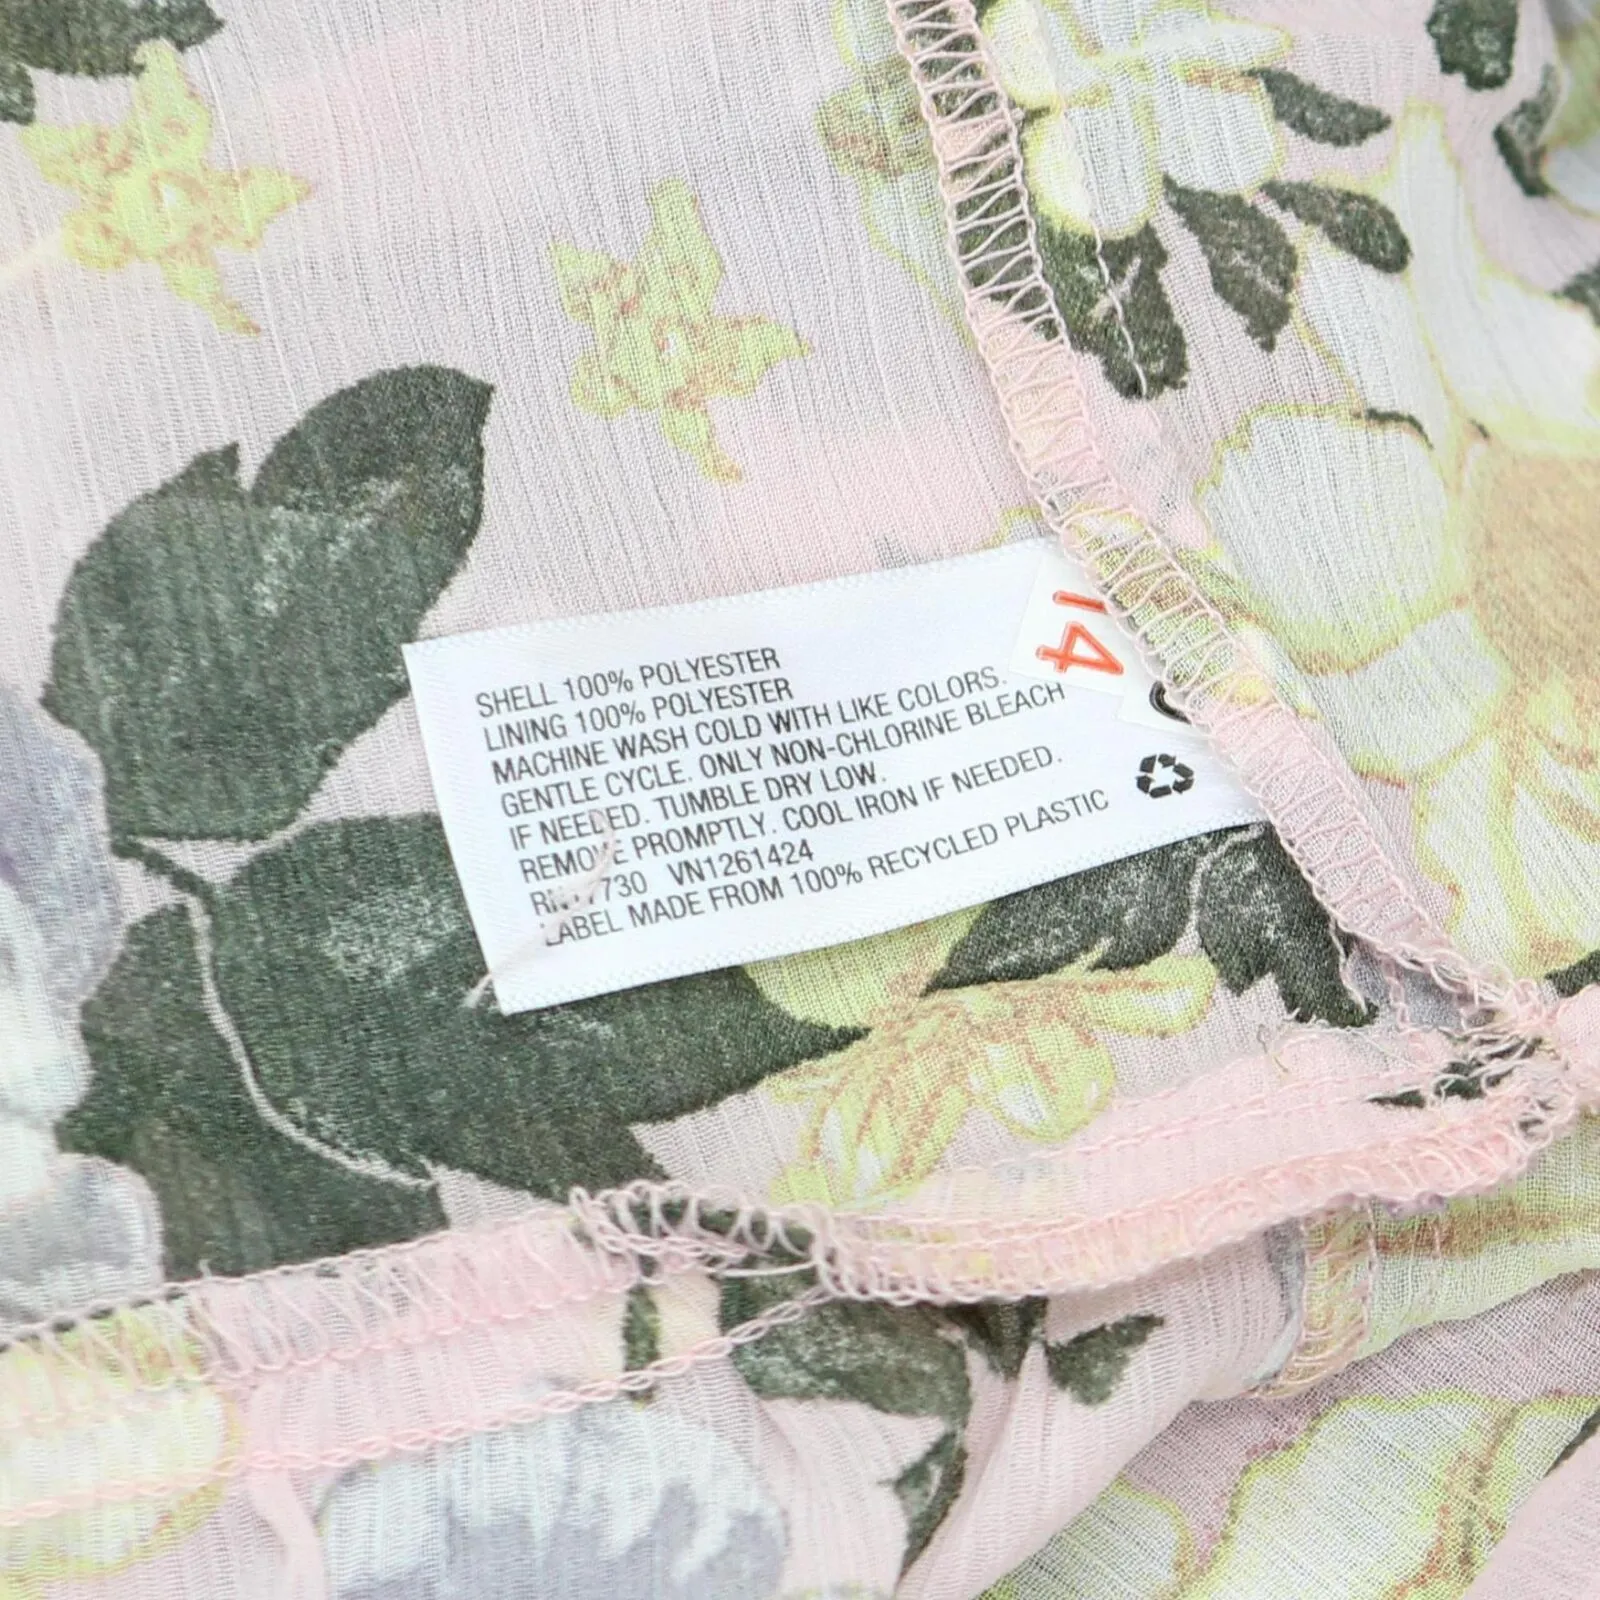 SHELL 100% POLYESTER
LINING 100% POLYESTER
MACHINE WASH COLD WITH LIKE COLORS.
GENTLE CYCLE. ONLY NON-CHLORINE BLEACH
IF NEEDED. TUMBLE DRY LOW.
REMOVE PROMPTLY. COOL IRON IF NEEDED.
VN1261424
LABEL MADE FROM 100% RECYCLED PLASTIC
14